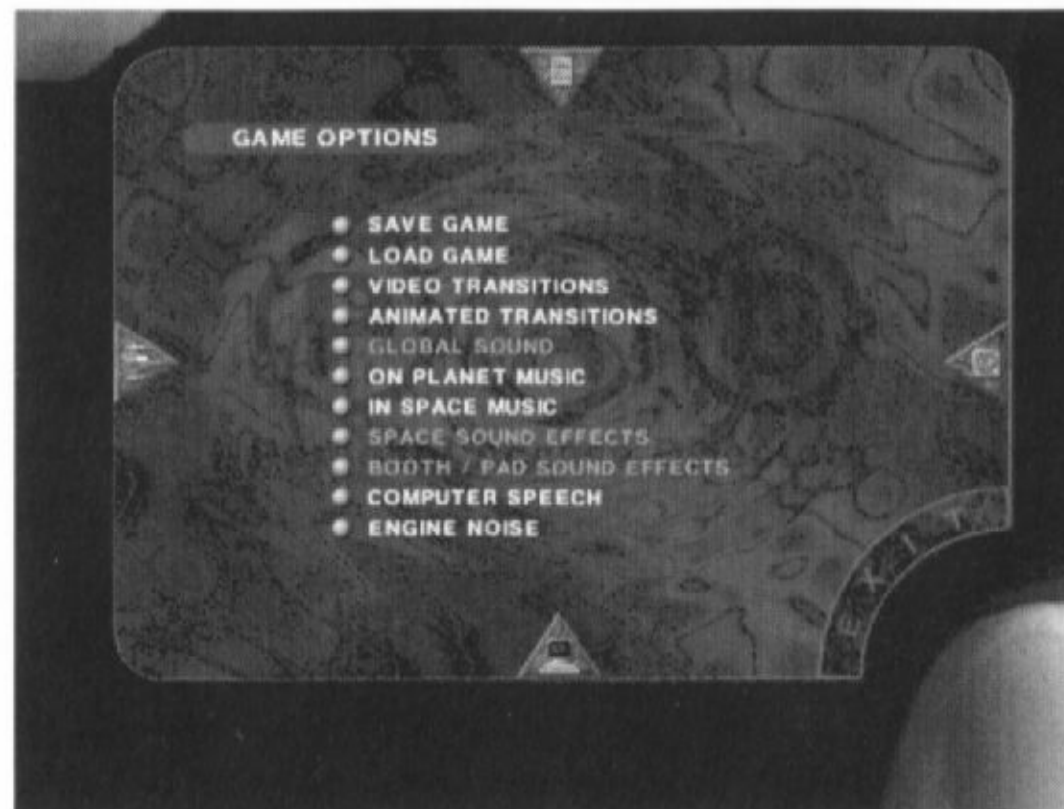 GAME OPTIONS
SAVE GAME
LOAD GAME
VIDEO TRANSITIONS
ANIMATED TRANSITIONS
GLOBAL SOUND
ON PLANET MUSIC
IN SPACE MUSIC
SPACE SOUND EFFECTS
BOOTH / PAD SOUND EFFECTS
COMPUTER SPEECH
ENGINE NOISE
EXIT